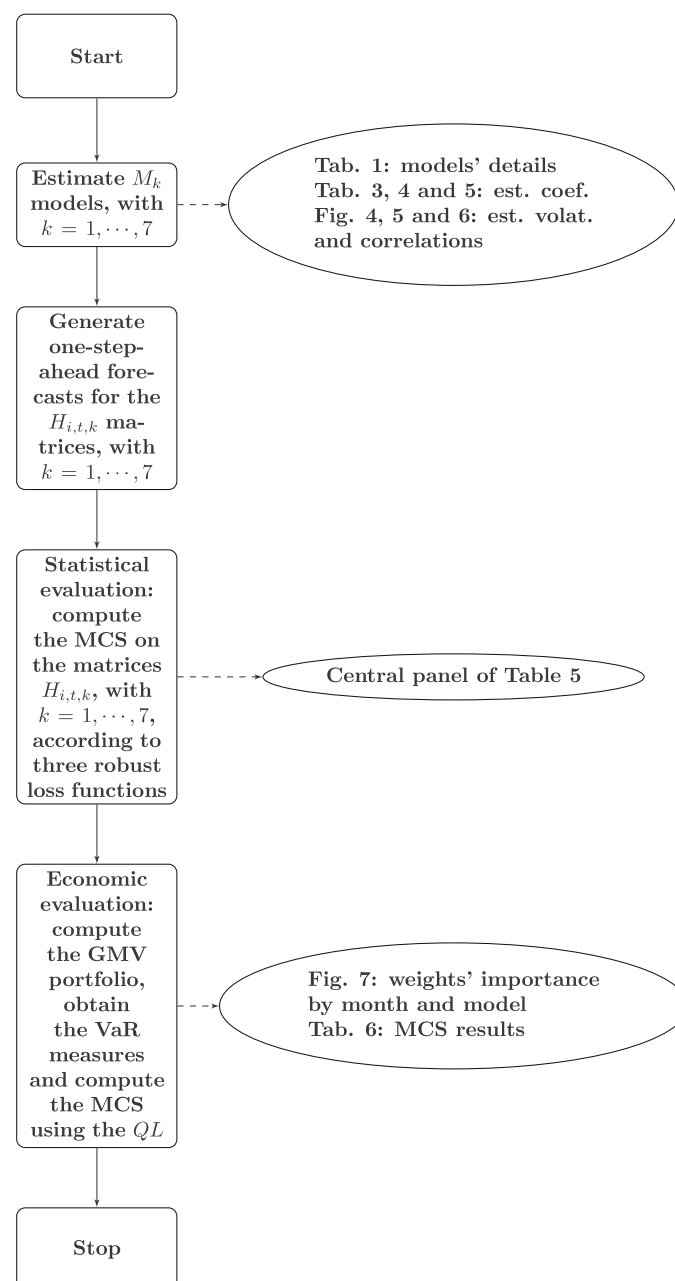 Start
Estimate M_k
models, with
k = 1, ⋯ , 7
Tab. 1: models' details
Tab. 3, 4 and 5: est. coef.
Fig. 4, 5 and 6: est. volat.
and correlations
Generate
one-step-
ahead fore-
casts for the
H_{i,t,k} ma-
trices, with
k = 1, ⋯ , 7
Statistical
evaluation:
compute
the MCS on
the matrices
H_{i,t,k}, with
k = 1, ⋯ , 7,
according to
three robust
loss functions
Central panel of Table 5
Economic
evaluation:
compute
the GMV
portfolio,
obtain
the VaR
measures
and compute
the MCS
using the QL
Fig. 7: weights' importance
by month and model
Tab. 6: MCS results
Stop